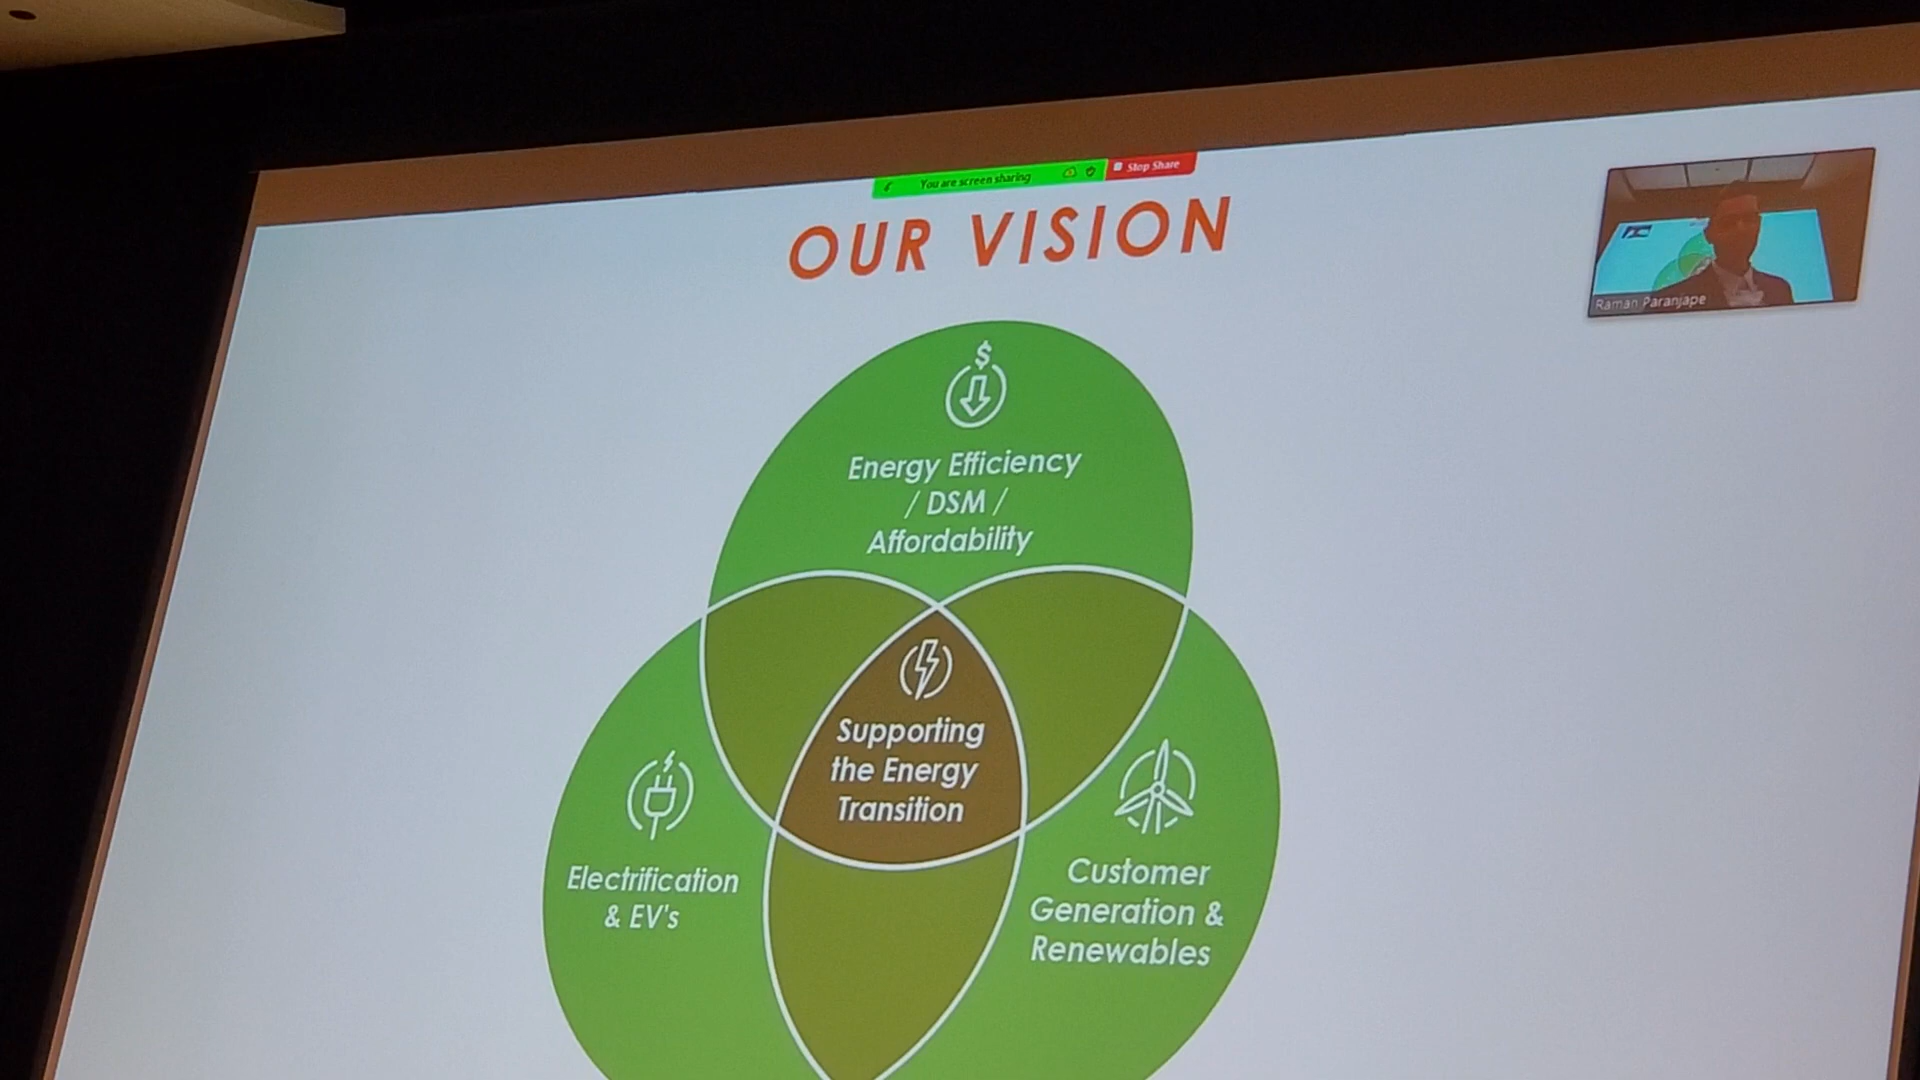 You are screen sharing
Stop Share
OUR VISION
Raman Paranjape
$
Energy Efficiency
/ DSM /
Affordability
Supporting
the Energy
Transition
Electrification
& EV's
Customer
Generation &
Renewables